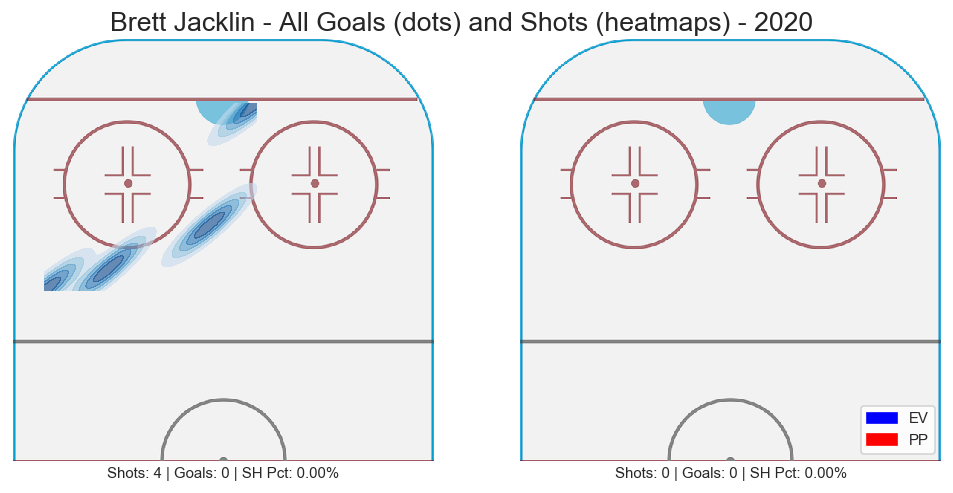 Brett Jacklin - All Goals (dots) and Shots (heatmaps) - 2020
EV
PP
Shots: 4 | Goals: 0 | SH Pct: 0.00%
Shots: 0 | Goals: 0 | SH Pct: 0.00%